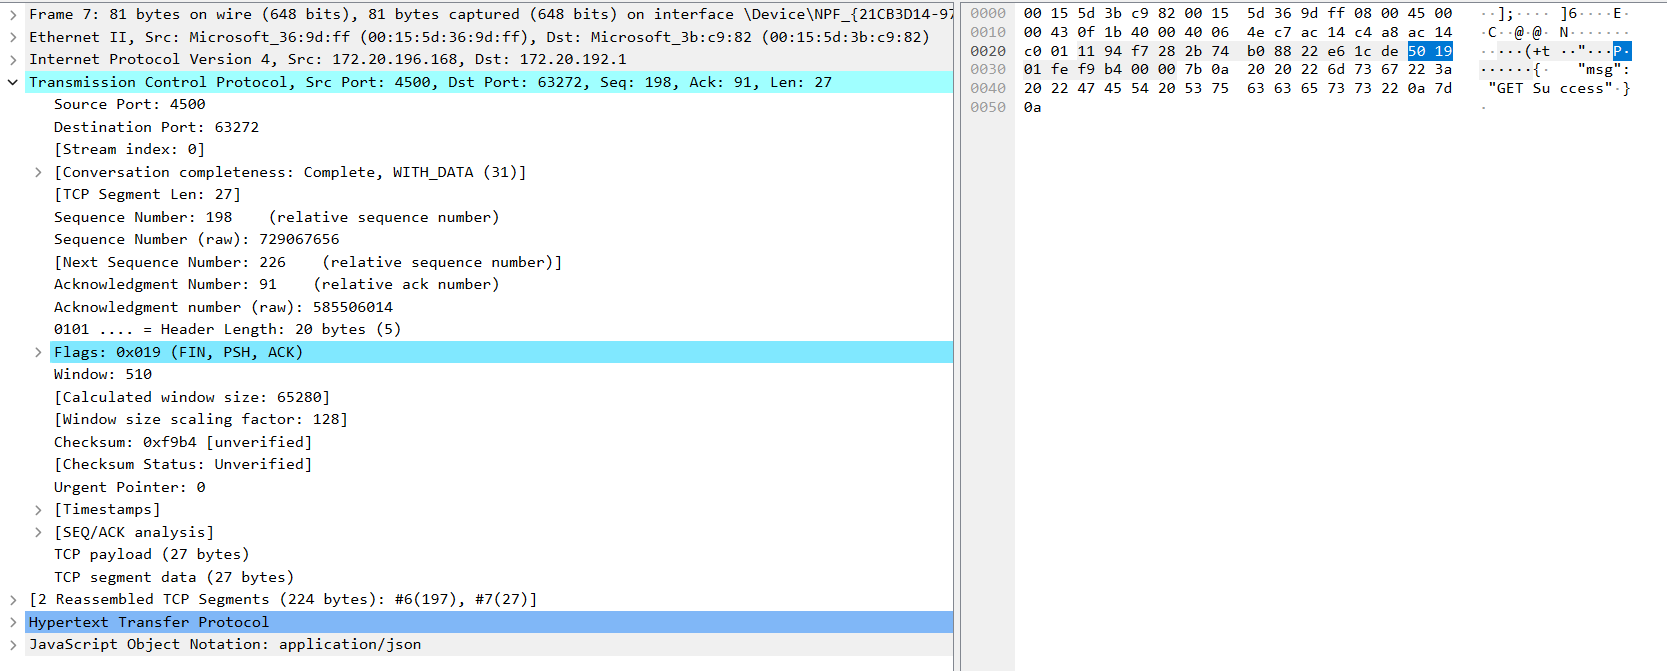 Frame 7: 81 bytes on wire (648 bits), 81 bytes captured (648 bits) on interface \Device\NPF_{21CB3D14-97
Ethernet II, Src: Microsoft_36:9d:ff (00:15:5d:36:9d:ff), Dst: Microsoft_3b:c9:82 (00:15:5d:3b:c9:82)
Internet Protocol Version 4, Src: 172.20.196.168, Dst: 172.20.192.1
Transmission Control Protocol, Src Port: 4500, Dst Port: 63272, Seq: 198, Ack: 91, Len: 27
Source Port: 4500
Destination Port: 63272
[Stream index: 0]
[Conversation completeness: Complete, WITH_DATA (31)]
[TCP Segment Len: 27]
Sequence Number: 198    (relative sequence number)
Sequence Number (raw): 729067656
[Next Sequence Number: 226    (relative sequence number)]
Acknowledgment Number: 91    (relative ack number)
Acknowledgment number (raw): 585506014
0101 .... = Header Length: 20 bytes (5)
Flags: 0x019 (FIN, PSH, ACK)
Window: 510
[Calculated window size: 65280]
[Window size scaling factor: 128]
Checksum: 0xf9b4 [unverified]
[Checksum Status: Unverified]
Urgent Pointer: 0
[Timestamps]
[SEQ/ACK analysis]
TCP payload (27 bytes)
TCP segment data (27 bytes)
[2 Reassembled TCP Segments (224 bytes): #6(197), #7(27)]
Hypertext Transfer Protocol
JavaScript Object Notation: application/json
0000 00 15 5d 3b c9 82 00 15 5d 36 9d ff 08 00 45 00 ··];···· ]6····E·
0010 00 43 0f 1b 40 00 40 06 4e c7 ac 14 c4 a8 ac 14 ·C··@·@· N·······
0020 c0 01 11 94 f7 28 2b 74 b0 88 22 e6 1c de 50 19 ·····(+t ··"···P·
0030 01 fe f9 b4 00 00 7b 0a 20 20 22 6d 73 67 22 3a ······{·   "msg":
0040 20 22 47 45 54 20 53 75 63 63 65 73 73 22 0a 7d  "GET Su ccess"·}
0050 0a ·